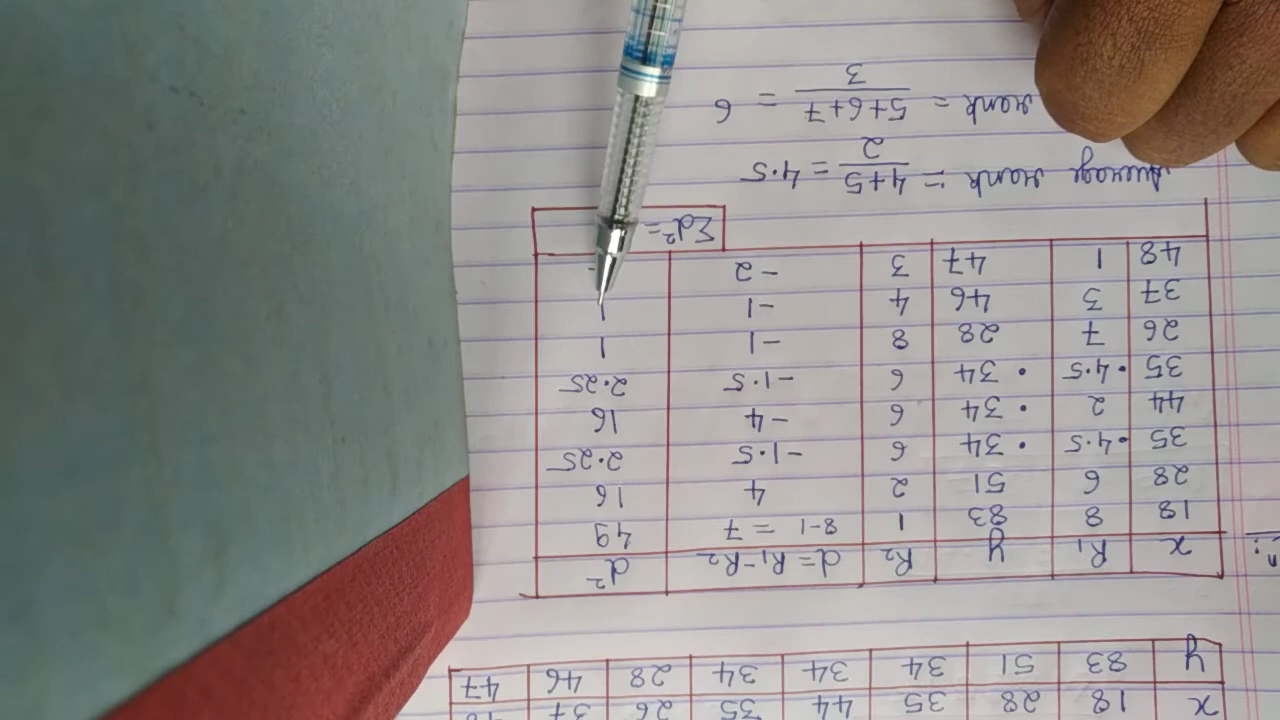 x 18 28 35 44 35 26 37
y 83 51 34 34 34 28 46 47
x R₁ y R₂ d=R₁-R₂ d²
18 8 83 1 8-1 = 7 49
28 6 51 2 4 16
35 •4.5 •34 6 -1.5 2.25
44 2 •34 6 -4 16
35 •4.5 •34 6 -1.5 2.25
26 7 28 8 -1 1
37 3 46 4 -1 1
48 1 47 3 -2
Σd²=
Average rank = 4+5/2 = 4.5
rank = 5+6+7/3 = 6